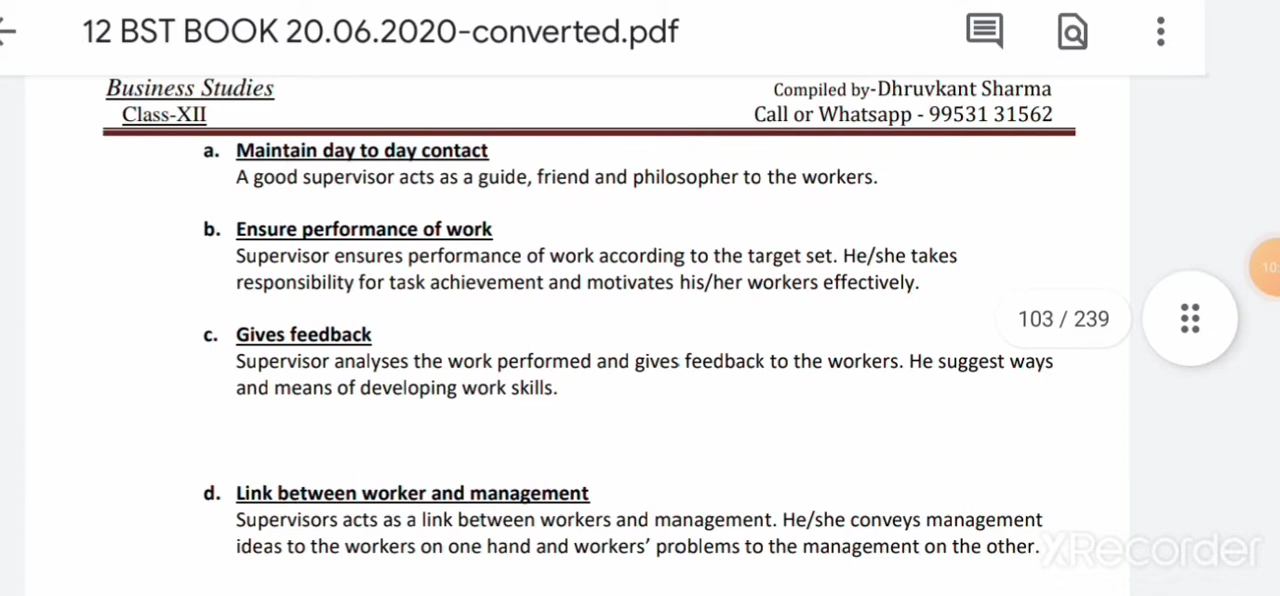 12 BST BOOK 20.06.2020-converted.pdf
Business Studies
Compiled by-Dhruvkant Sharma
Class-XII
Call or Whatsapp - 99531 31562
a. Maintain day to day contact
A good supervisor acts as a guide, friend and philosopher to the workers.
b. Ensure performance of work
Supervisor ensures performance of work according to the target set. He/she takes
responsibility for task achievement and motivates his/her workers effectively.
103 / 239
c. Gives feedback
Supervisor analyses the work performed and gives feedback to the workers. He suggest ways
and means of developing work skills.
d. Link between worker and management
Supervisors acts as a link between workers and management. He/she conveys management
ideas to the workers on one hand and workers’ problems to the management on the other.
XRecorder